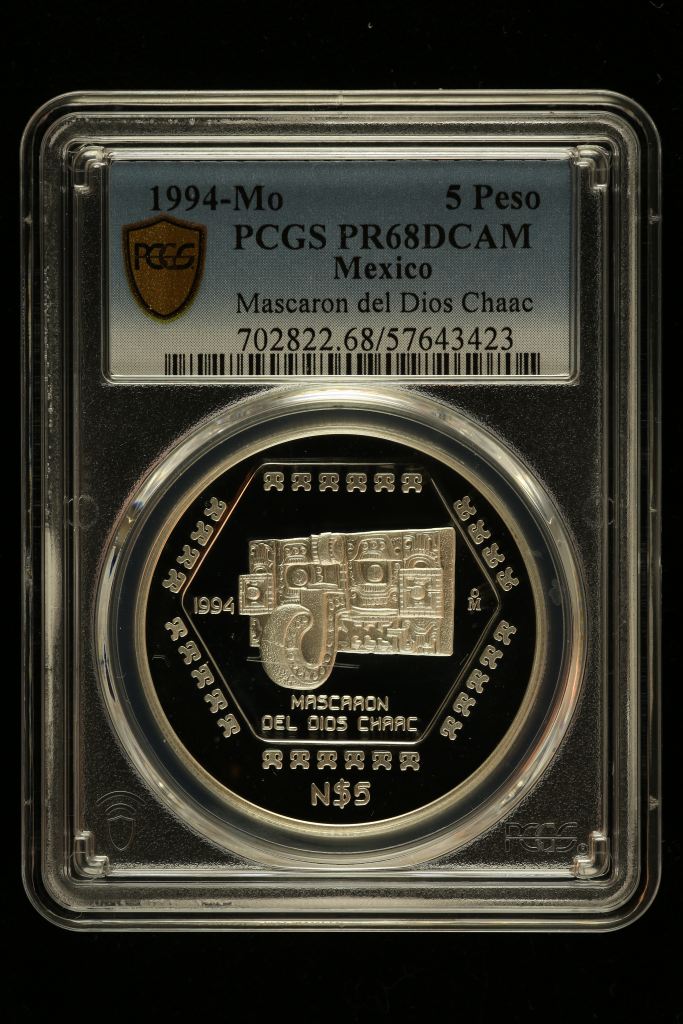 1994-Mo 5 Peso
PCGS PR68DCAM
Mexico
Mascaron del Dios Chaac
702822.68/57643423
PCGS
1994
oM
MASCARON
DEL DIOS CHAAC
N$5
PCGS